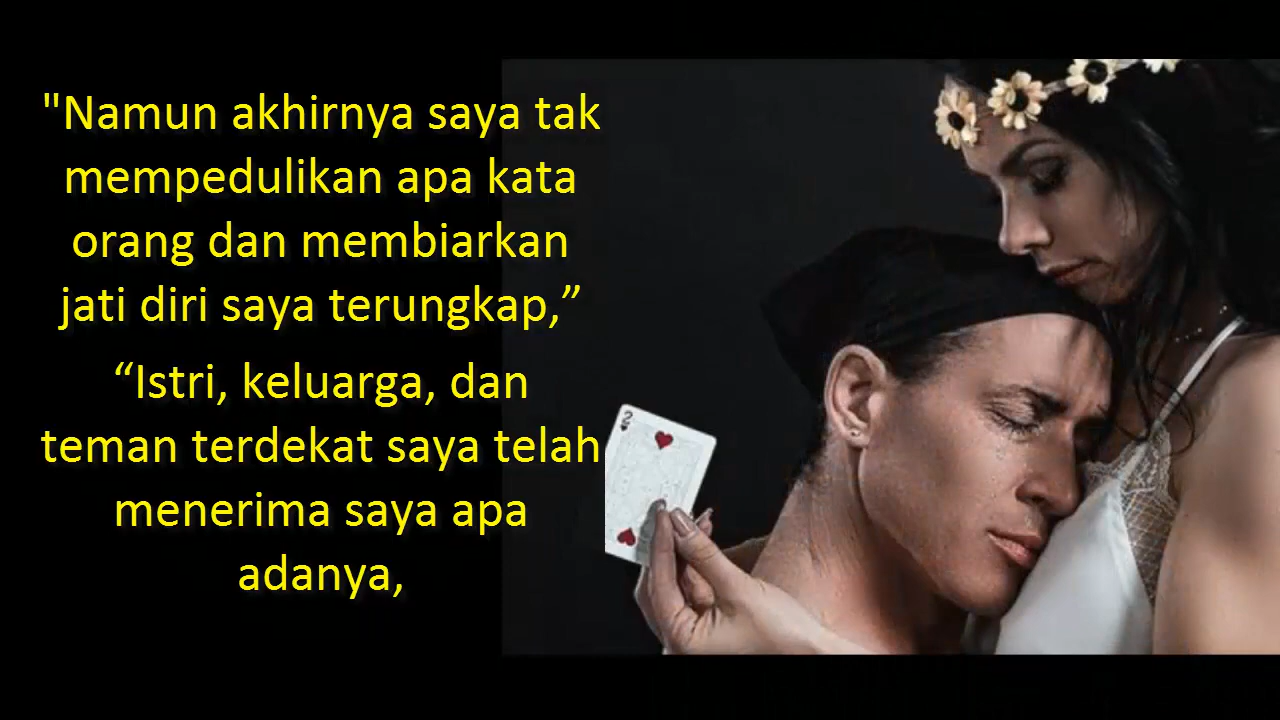 "Namun akhirnya saya tak
mempedulikan apa kata
orang dan membiarkan
jati diri saya terungkap,”
“Istri, keluarga, dan
teman terdekat saya telah
menerima saya apa
adanya,
2